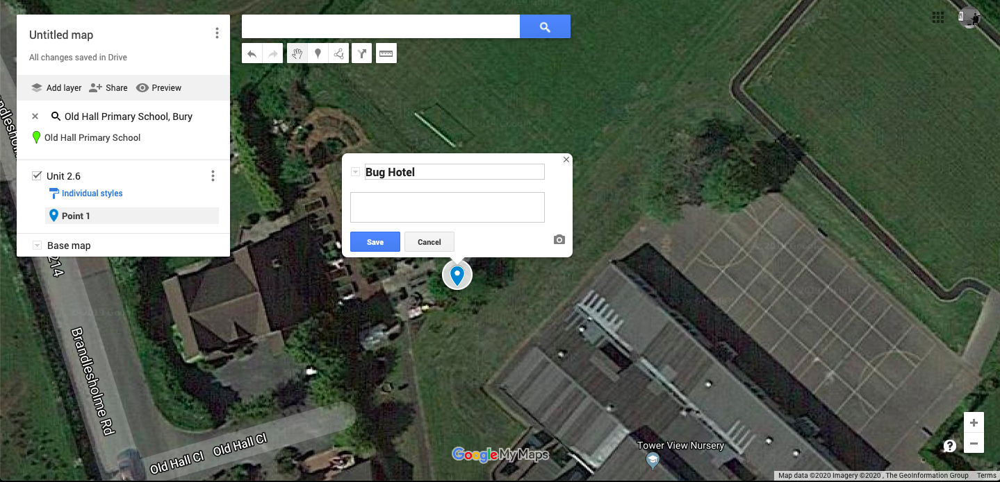 Untitled map
All changes saved in Drive
Add layer Share Preview
Old Hall Primary School, Bury
Old Hall Primary School
Unit 2.6
Individual styles
Point 1
Base map
Bug Hotel
Save Cancel
214
Brandlesholme Rd
Old Hall Cl Old Hall Cl
Tower View Nursery
Google My Maps
Map data ©2020 Imagery ©2020 , The GeoInformation Group Terms